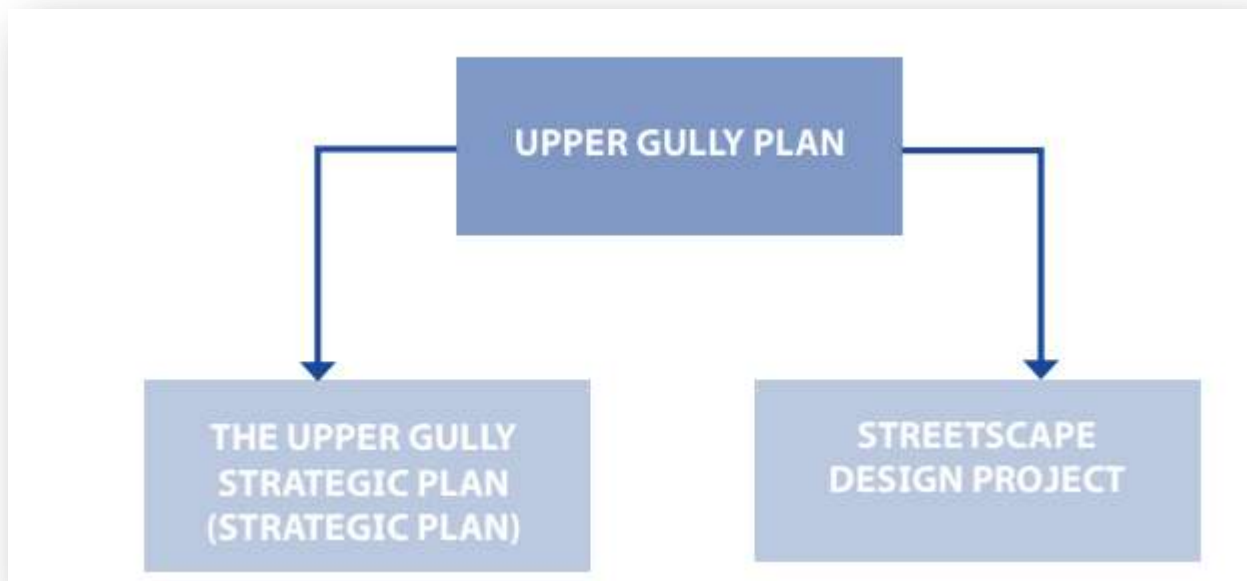 UPPER GULLY PLAN
THE UPPER GULLY
STRATEGIC PLAN
(STRATEGIC PLAN)
STREETSCAPE
DESIGN PROJECT